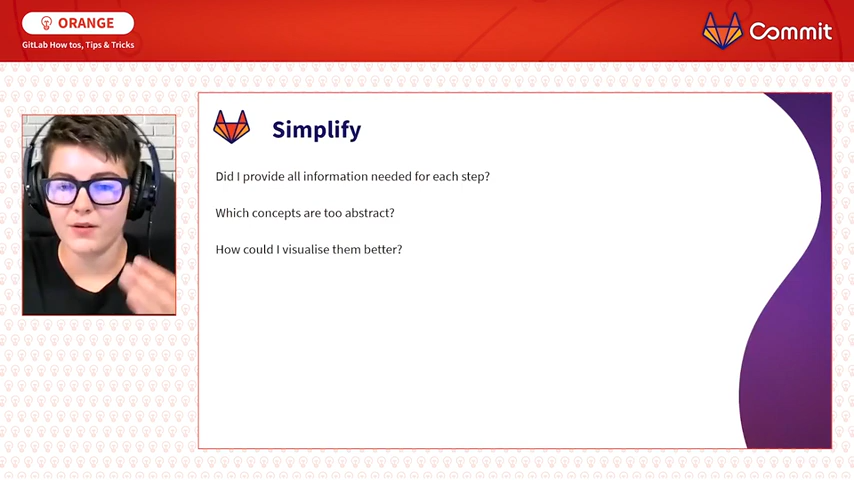 ORANGE
GitLab How tos, Tips & Tricks
Commit
Simplify
Did I provide all information needed for each step?
Which concepts are too abstract?
How could I visualise them better?